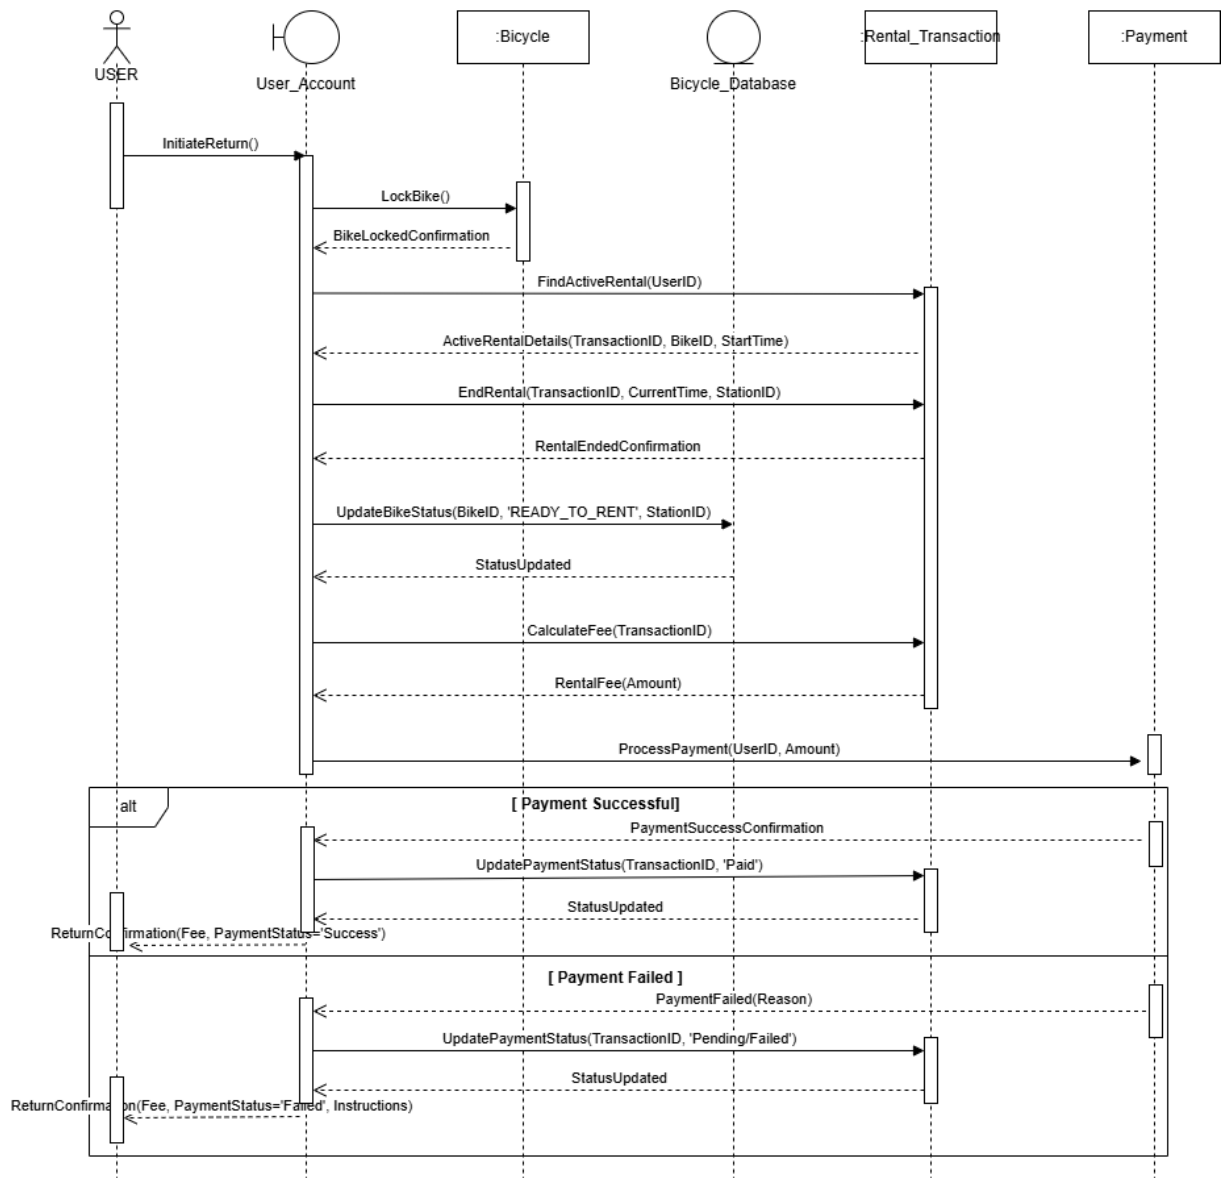 USER
User_Account
:Bicycle
Bicycle_Database
:Rental_Transaction
:Payment
InitiateReturn()
LockBike()
BikeLockedConfirmation
FindActiveRental(UserID)
ActiveRentalDetails(TransactionID, BikeID, StartTime)
EndRental(TransactionID, CurrentTime, StationID)
RentalEndedConfirmation
UpdateBikeStatus(BikeID, 'READY_TO_RENT', StationID)
StatusUpdated
CalculateFee(TransactionID)
RentalFee(Amount)
ProcessPayment(UserID, Amount)
alt
[ Payment Successful]
PaymentSuccessConfirmation
UpdatePaymentStatus(TransactionID, 'Paid')
StatusUpdated
ReturnConfirmation(Fee, PaymentStatus='Success')
[ Payment Failed ]
PaymentFailed(Reason)
UpdatePaymentStatus(TransactionID, 'Pending/Failed')
StatusUpdated
ReturnConfirmation(Fee, PaymentStatus='Failed', Instructions)